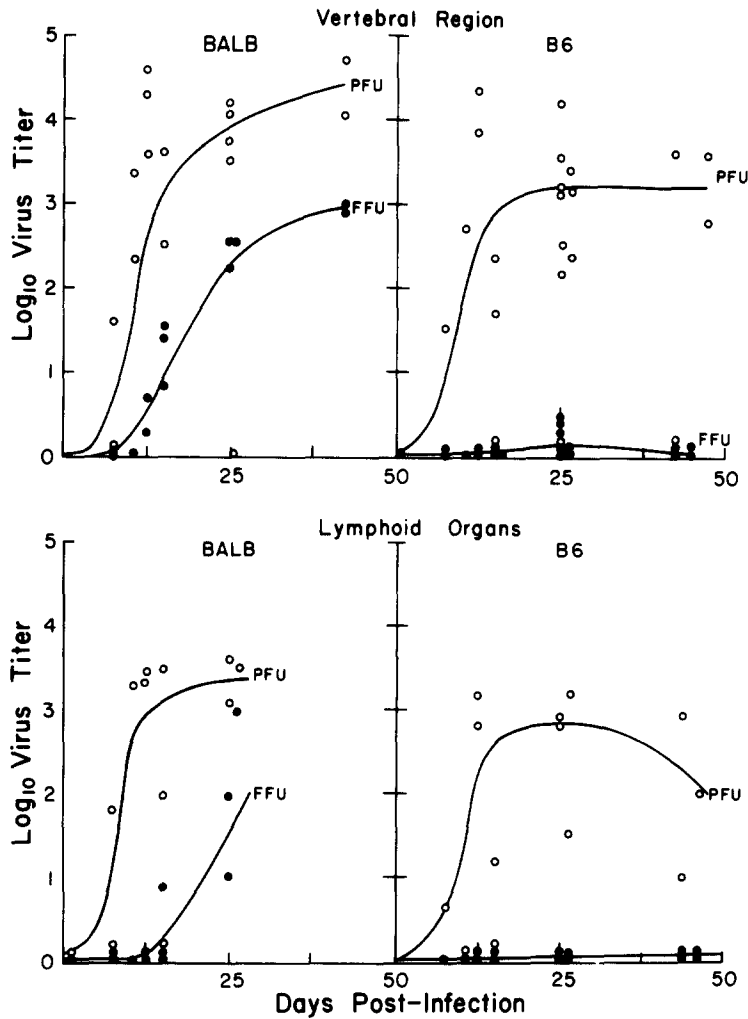 Vertebral Region
BALB
B6
5
4
3
2
1
0
Log10 Virus Titer
PFU
FFU
PFU
FFU
25
50
25
50
Lymphoid Organs
BALB
B6
5
4
3
2
1
0
Log10 Virus Titer
PFU
FFU
PFU
25
50
25
50
Days Post-Infection